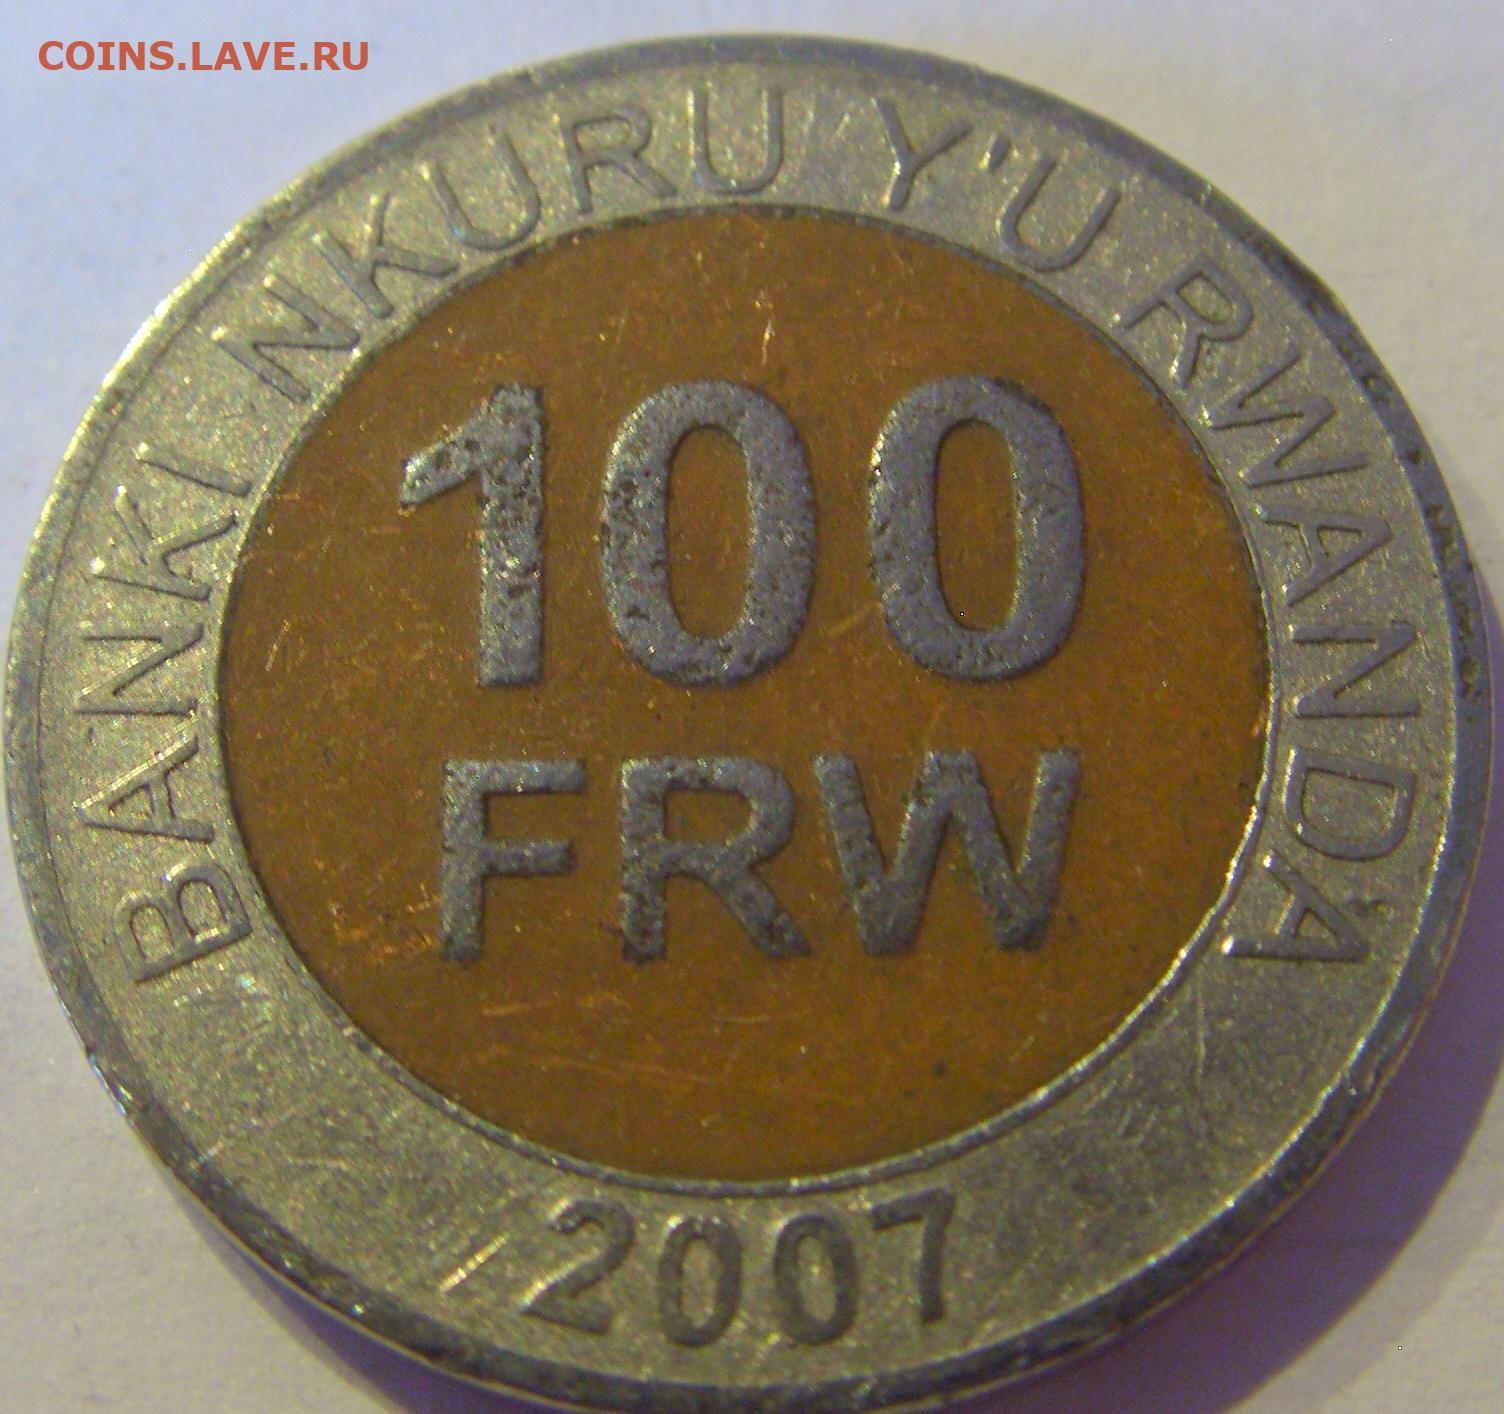 COINS.LAVE.RU
BANKI NKURU Y'U RWANDA
100
FRW
2007